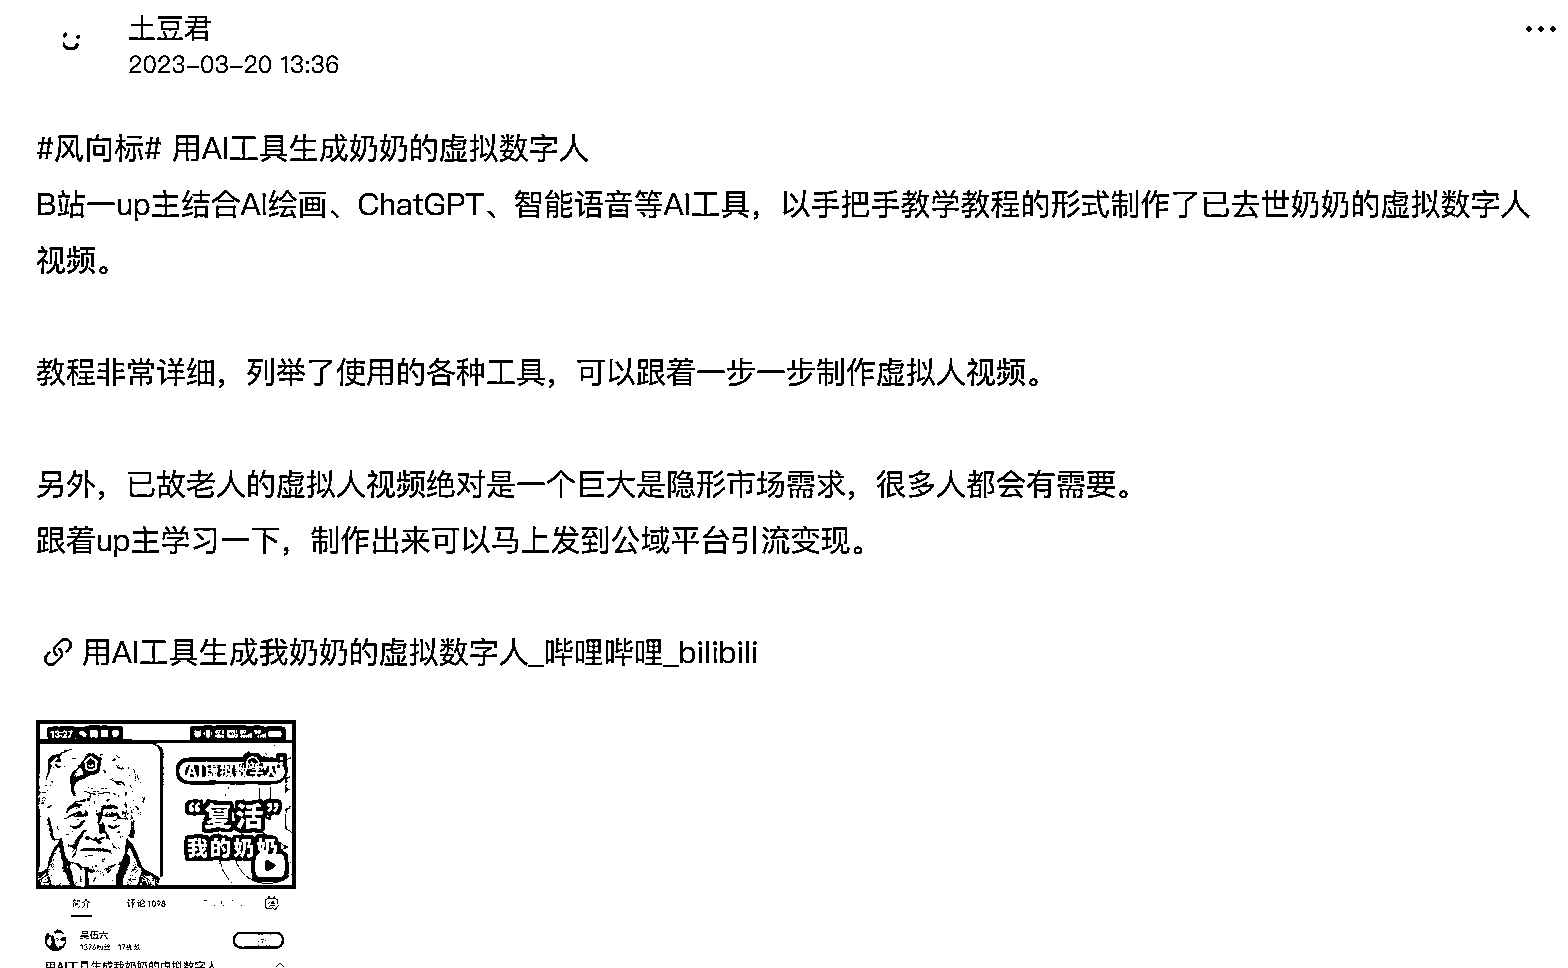 土豆君
2023-03-20 13:36
#风向标# 用AI工具生成奶奶的虚拟数字人
B站一up主结合AI绘画、ChatGPT、智能语音等AI工具，以手把手教学教程的形式制作了已去世奶奶的虚拟数字人
视频。
教程非常详细，列举了使用的各种工具，可以跟着一步一步制作虚拟人视频。
另外，已故老人的虚拟人视频绝对是一个巨大是隐形市场需求，很多人都会有需要。
跟着up主学习一下，制作出来可以马上发到公域平台引流变现。
用AI工具生成我奶奶的虚拟数字人_哔哩哔哩_bilibili
13:27
AI虚拟数字人
“复活”
我的奶奶
简介 评论1098
吴伍六
1376粉丝 17视频
用AI工具生成我奶奶的虚拟数字人